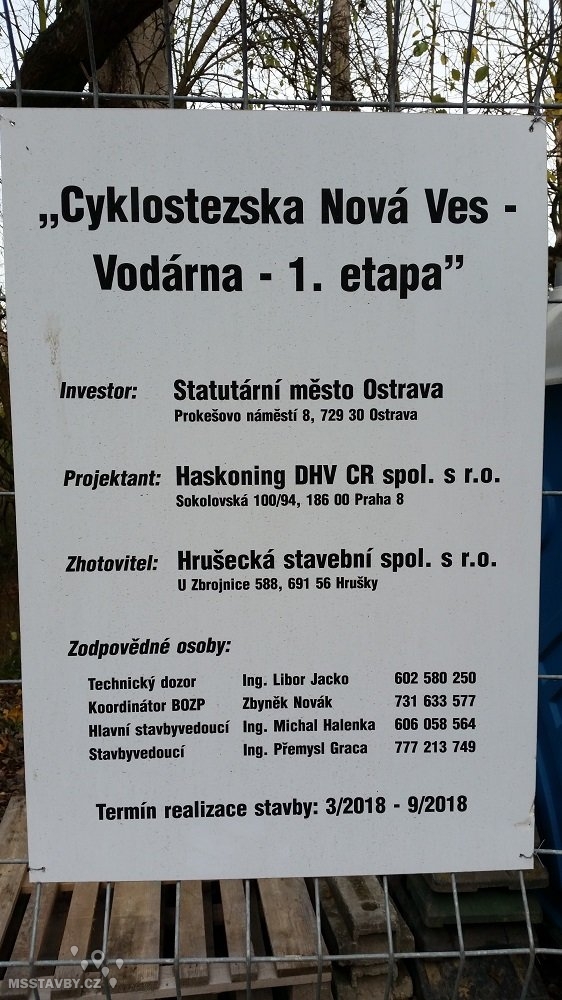 „Cyklostezska Nová Ves -
Vodárna - 1. etapa”
Investor: Statutární město Ostrava
Prokešovo náměstí 8, 729 30 Ostrava
Projektant: Haskoning DHV CR spol. s r.o.
Sokolovská 100/94, 186 00 Praha 8
Zhotovitel: Hrušecká stavební spol. s r.o.
U Zbrojnice 588, 691 56 Hrušky
Zodpovědné osoby:
Technický dozor Ing. Libor Jacko 602 580 250
Koordinátor BOZP Zbyněk Novák 731 633 577
Hlavní stavbyvedoucí Ing. Michal Halenka 606 058 564
Stavbyvedoucí Ing. Přemysl Graca 777 213 749
Termín realizace stavby: 3/2018 - 9/2018
MSSTAVBY.CZ